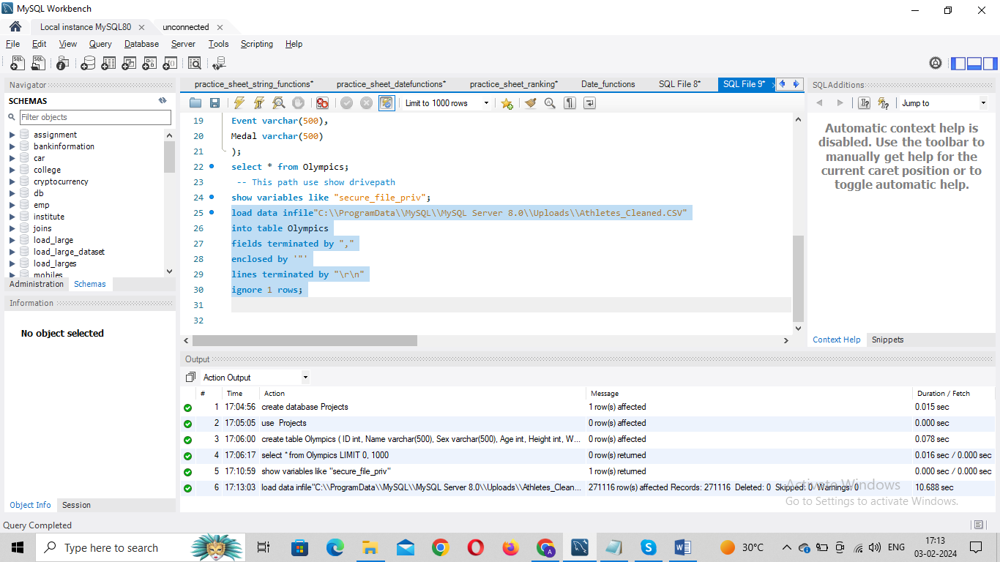 MySQL Workbench
Local instance MySQL80
unconnected
File Edit View Query Database Server Tools Scripting Help
Navigator
SCHEMAS
Filter objects
assignment
bankinformation
car
college
cryptocurrency
db
emp
institute
joins
load_large
load_large_dataset
load_larges
mobiles
Administration Schemas
Information
No object selected
Object Info Session
practice_sheet_string_functions* practice_sheet_datefunctions* practice_sheet_ranking* Date_functions SQL File 8* SQL File 9*
Limit to 1000 rows
19 Event varchar(500),
20 Medal varchar(500)
21 );
22 select * from Olympics;
23 -- This path use show drivepath
24 show variables like "secure_file_priv";
25 load data infile"C:\\ProgramData\\MySQL\\MySQL Server 8.0\\Uploads\\Athletes_Cleaned.CSV"
26 into table Olympics
27 fields terminated by ","
28 enclosed by '"'
29 lines terminated by "\r\n"
30 ignore 1 rows;
31
32
SQLAdditions
Jump to
Automatic context help is
disabled. Use the toolbar to
manually get help for the
current caret position or to
toggle automatic help.
Context Help Snippets
Output
Action Output
# Time Action Message Duration / Fetch
1 17:04:56 create database Projects 1 row(s) affected 0.015 sec
2 17:05:05 use Projects 0 row(s) affected 0.000 sec
3 17:06:00 create table Olympics ( ID int, Name varchar(500), Sex varchar(500), Age int, Height int, W... 0 row(s) affected 0.078 sec
4 17:06:17 select * from Olympics LIMIT 0, 1000 0 row(s) returned 0.016 sec / 0.000 sec
5 17:10:59 show variables like "secure_file_priv" 1 row(s) returned 0.000 sec / 0.000 sec
6 17:13:03 load data infile"C:\\ProgramData\\MySQL\\MySQL Server 8.0\\Uploads\\Athletes_Clean... 271116 row(s) affected Records: 271116 Deleted: 0 Skipped: 0 Warnings: 0 10.688 sec
Activate Windows
Go to Settings to activate Windows.
Query Completed
Type here to search
30°C
ENG
17:13
03-02-2024